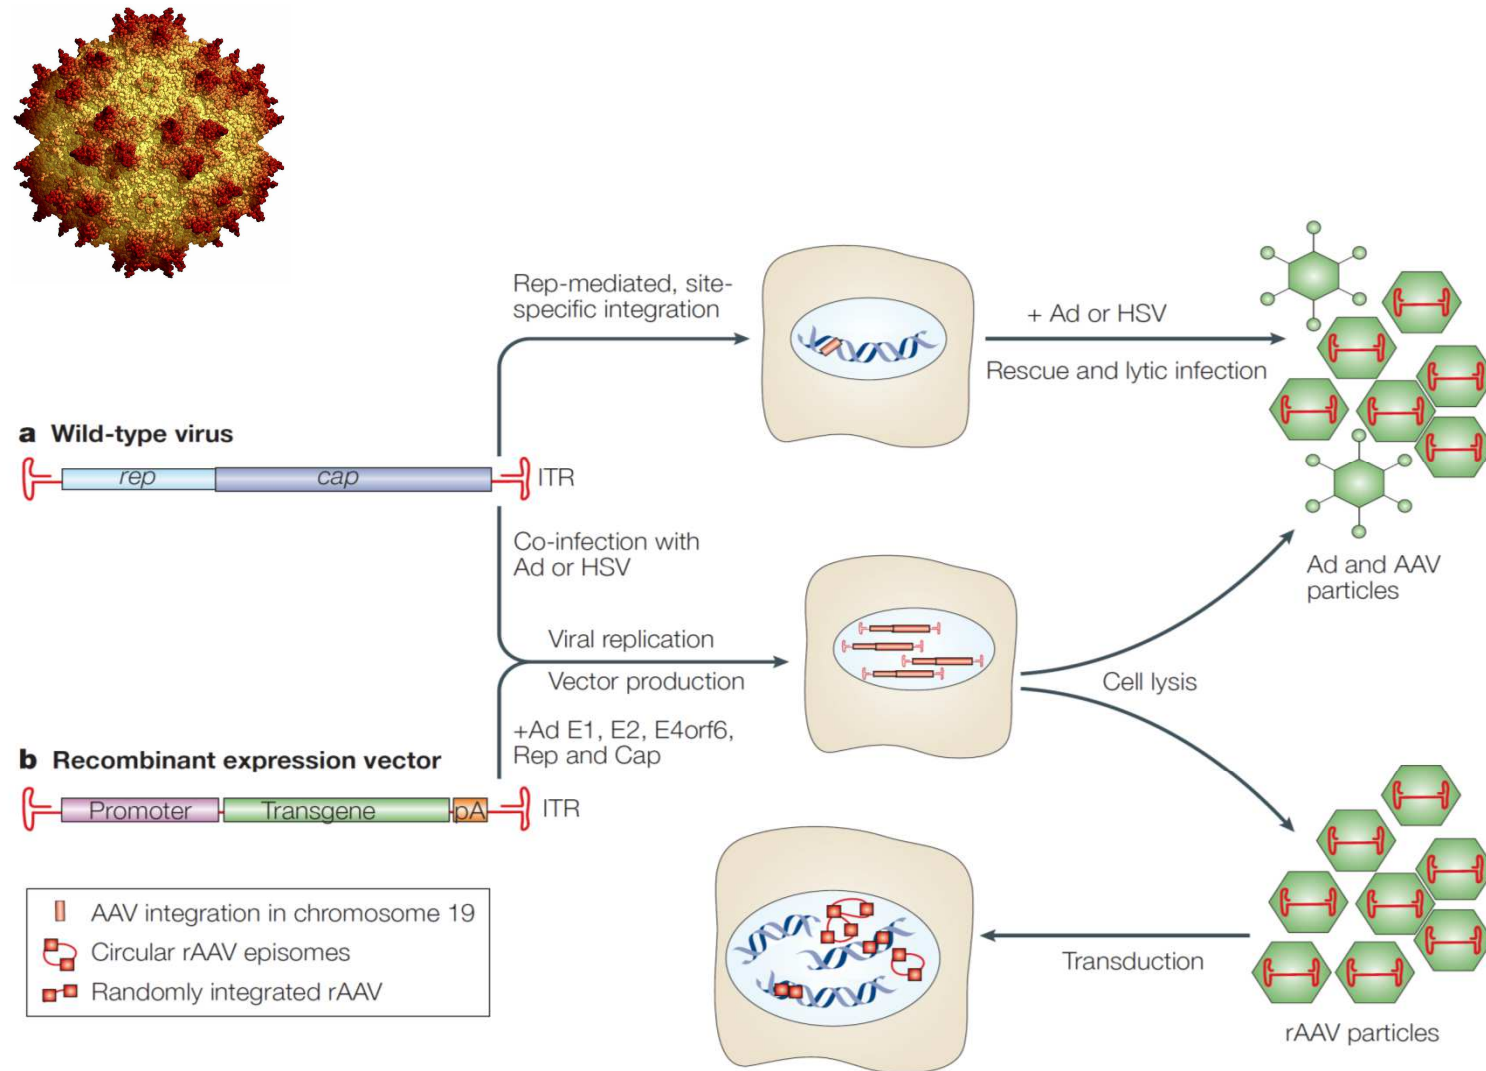 Rep-mediated, site-
specific integration
+ Ad or HSV
Rescue and lytic infection
a Wild-type virus
rep
cap
ITR
Co-infection with
Ad or HSV
Ad and AAV
particles
Viral replication
Vector production
Cell lysis
+Ad E1, E2, E4orf6,
Rep and Cap
b Recombinant expression vector
Promoter
Transgene
pA
ITR
AAV integration in chromosome 19
Circular rAAV episomes
Randomly integrated rAAV
Transduction
rAAV particles